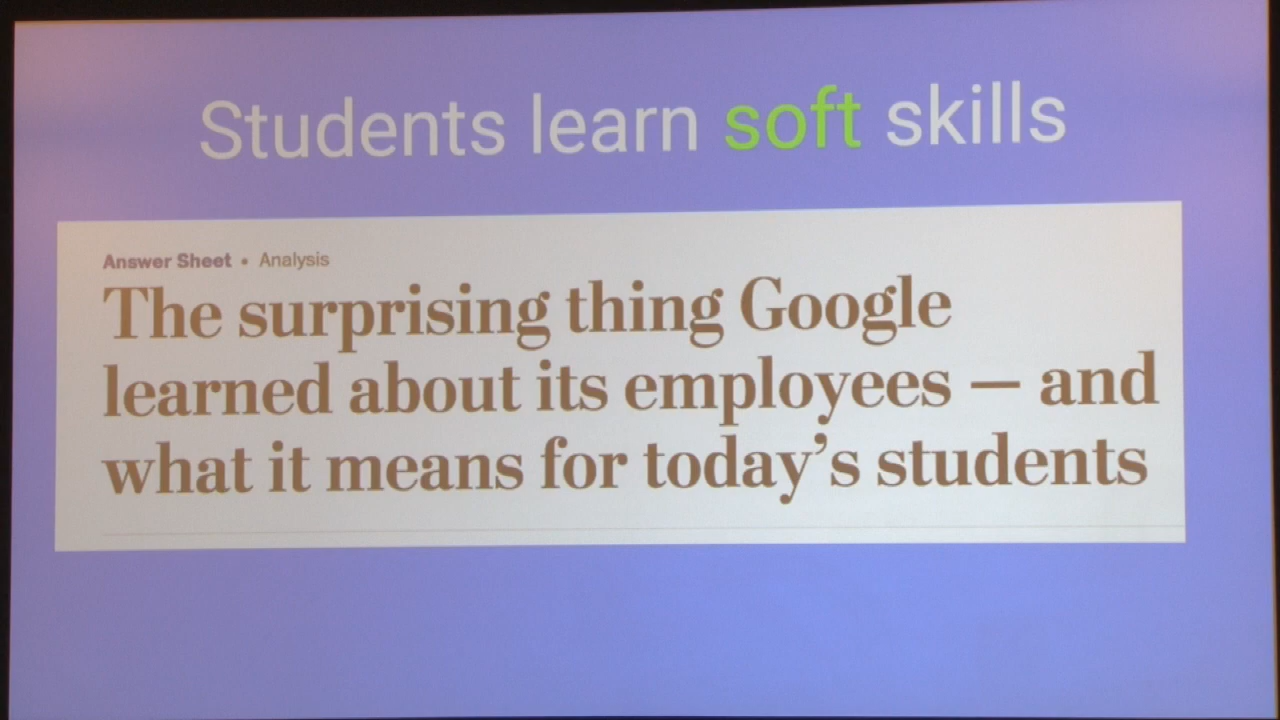 Students learn soft skills
Answer Sheet • Analysis
The surprising thing Google
learned about its employees — and
what it means for today’s students